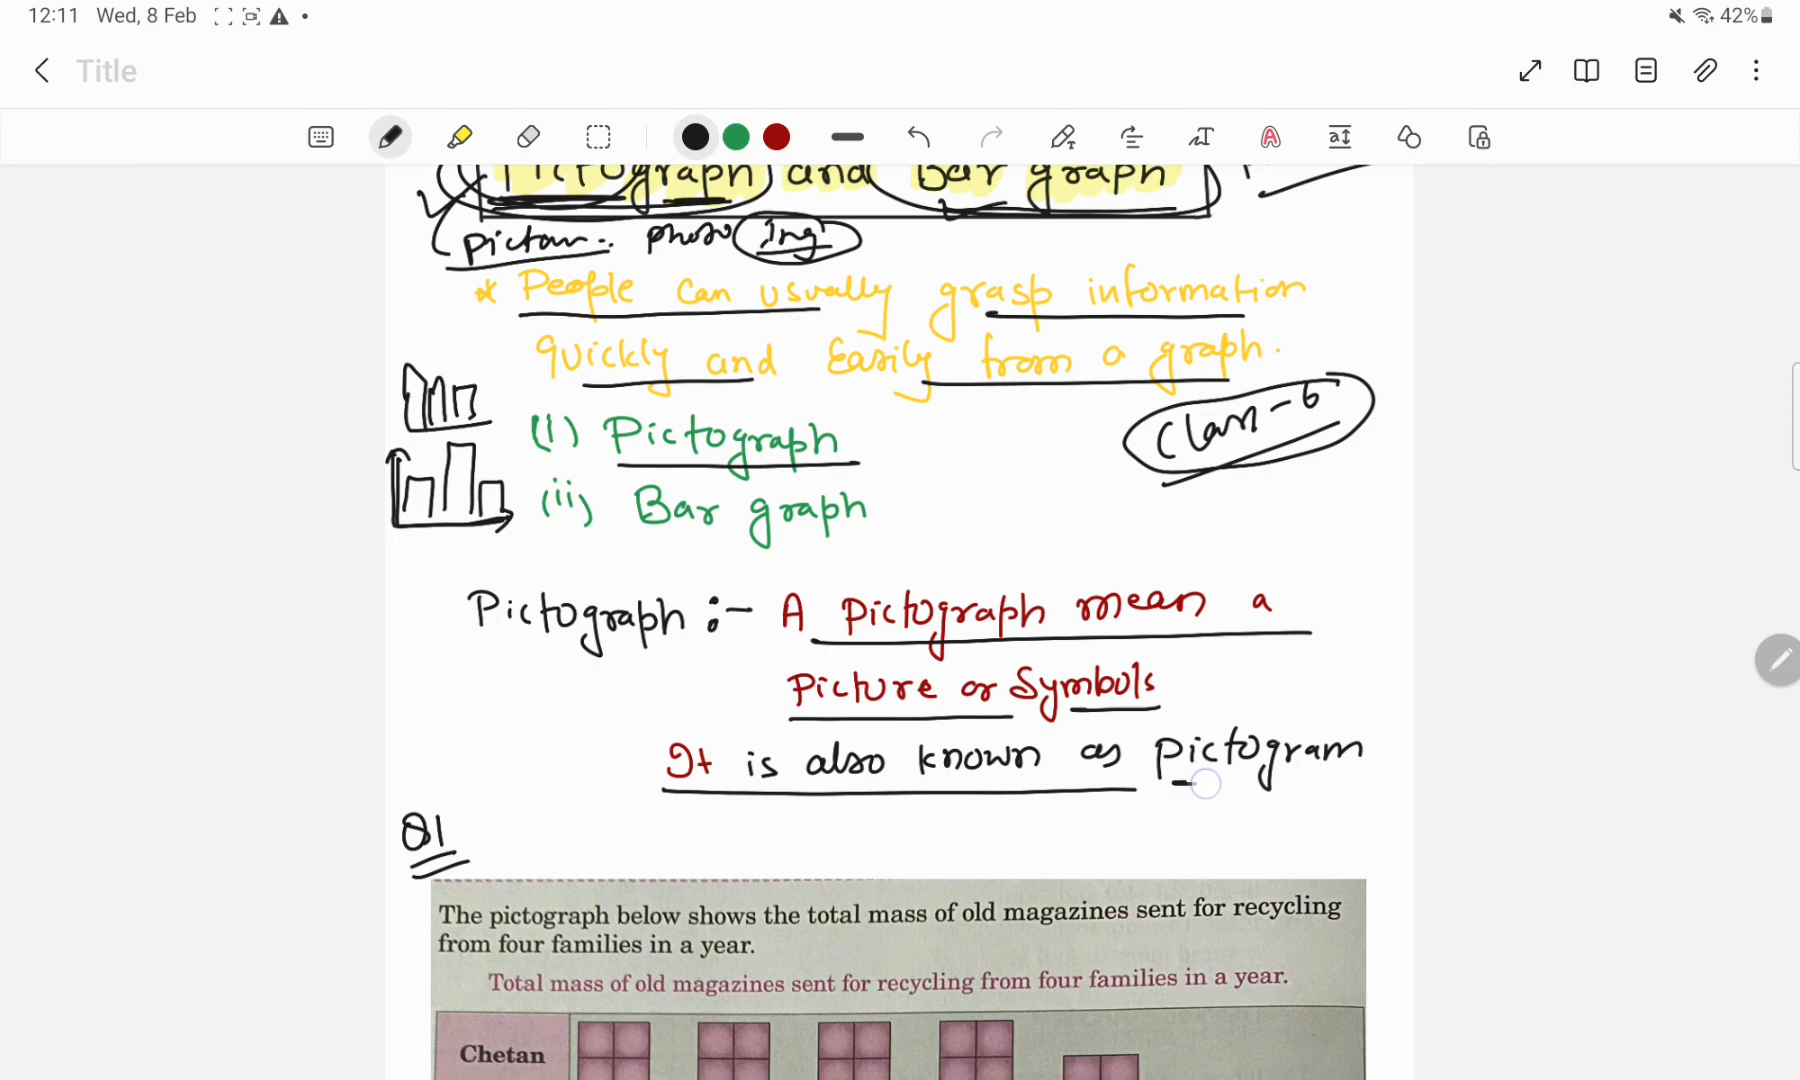 12:11 Wed, 8 Feb 42%
Title
Pictograph and Bar graph
photo ing
* People can usually grasp information
quickly and Easily from a graph.
Class-6
(i) Pictograph
(ii) Bar graph
Pictograph :- A Pictograph mean a
Picture or Symbols
It is also known as Pictogram
Q1
The pictograph below shows the total mass of old magazines sent for recycling
from four families in a year.
Total mass of old magazines sent for recycling from four families in a year.
Chetan